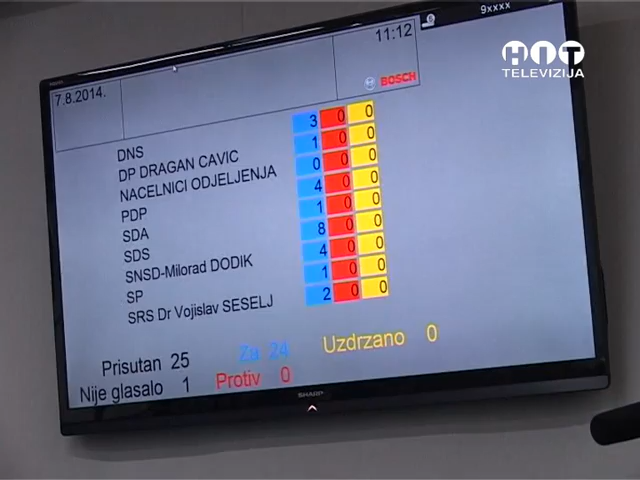 9xxxx
HIT
TELEVIZIJA
SHARP
7.8.2014.
11:12
BOSCH
DNS 3 0 0
DP DRAGAN CAVIC 1 0 0
NACELNICI ODJELJENJA 0 0 0
PDP 4 0 0
SDA 1 0 0
SDS 8 0 0
SNSD-Milorad DODIK 4 0 0
SP 1 0 0
SRS Dr Vojislav SESELJ 2 0 0
Prisutan 25 Za 24 Uzdrzano 0
Nije glasalo 1 Protiv 0
SHARP